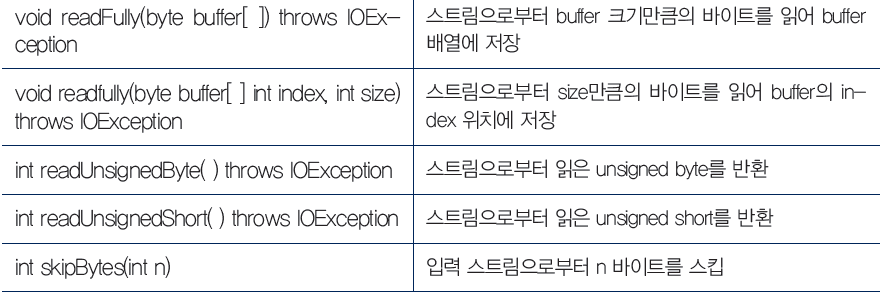 void readFully(byte buffer[ ]) throws IOEx-
ception
스트림으로부터 buffer 크기만큼의 바이트를 읽어 buffer
배열에 저장
void readfully(byte buffer[ ] int index, int size)
throws IOException
스트림으로부터 size만큼의 바이트를 읽어 buffer의 in-
dex 위치에 저장
int readUnsignedByte( ) throws IOException
스트림으로부터 읽은 unsigned byte를 반환
int readUnsignedShort( ) throws IOException
스트림으로부터 읽은 unsigned short를 반환
int skipBytes(int n)
입력 스트림으로부터 n 바이트를 스킵